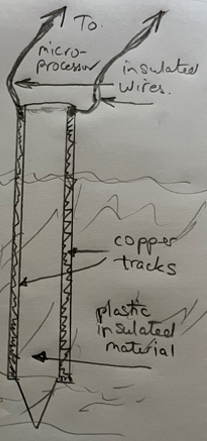 To
micro-
processor
insulated
wires.
copper
tracks
plastic
insulated
material